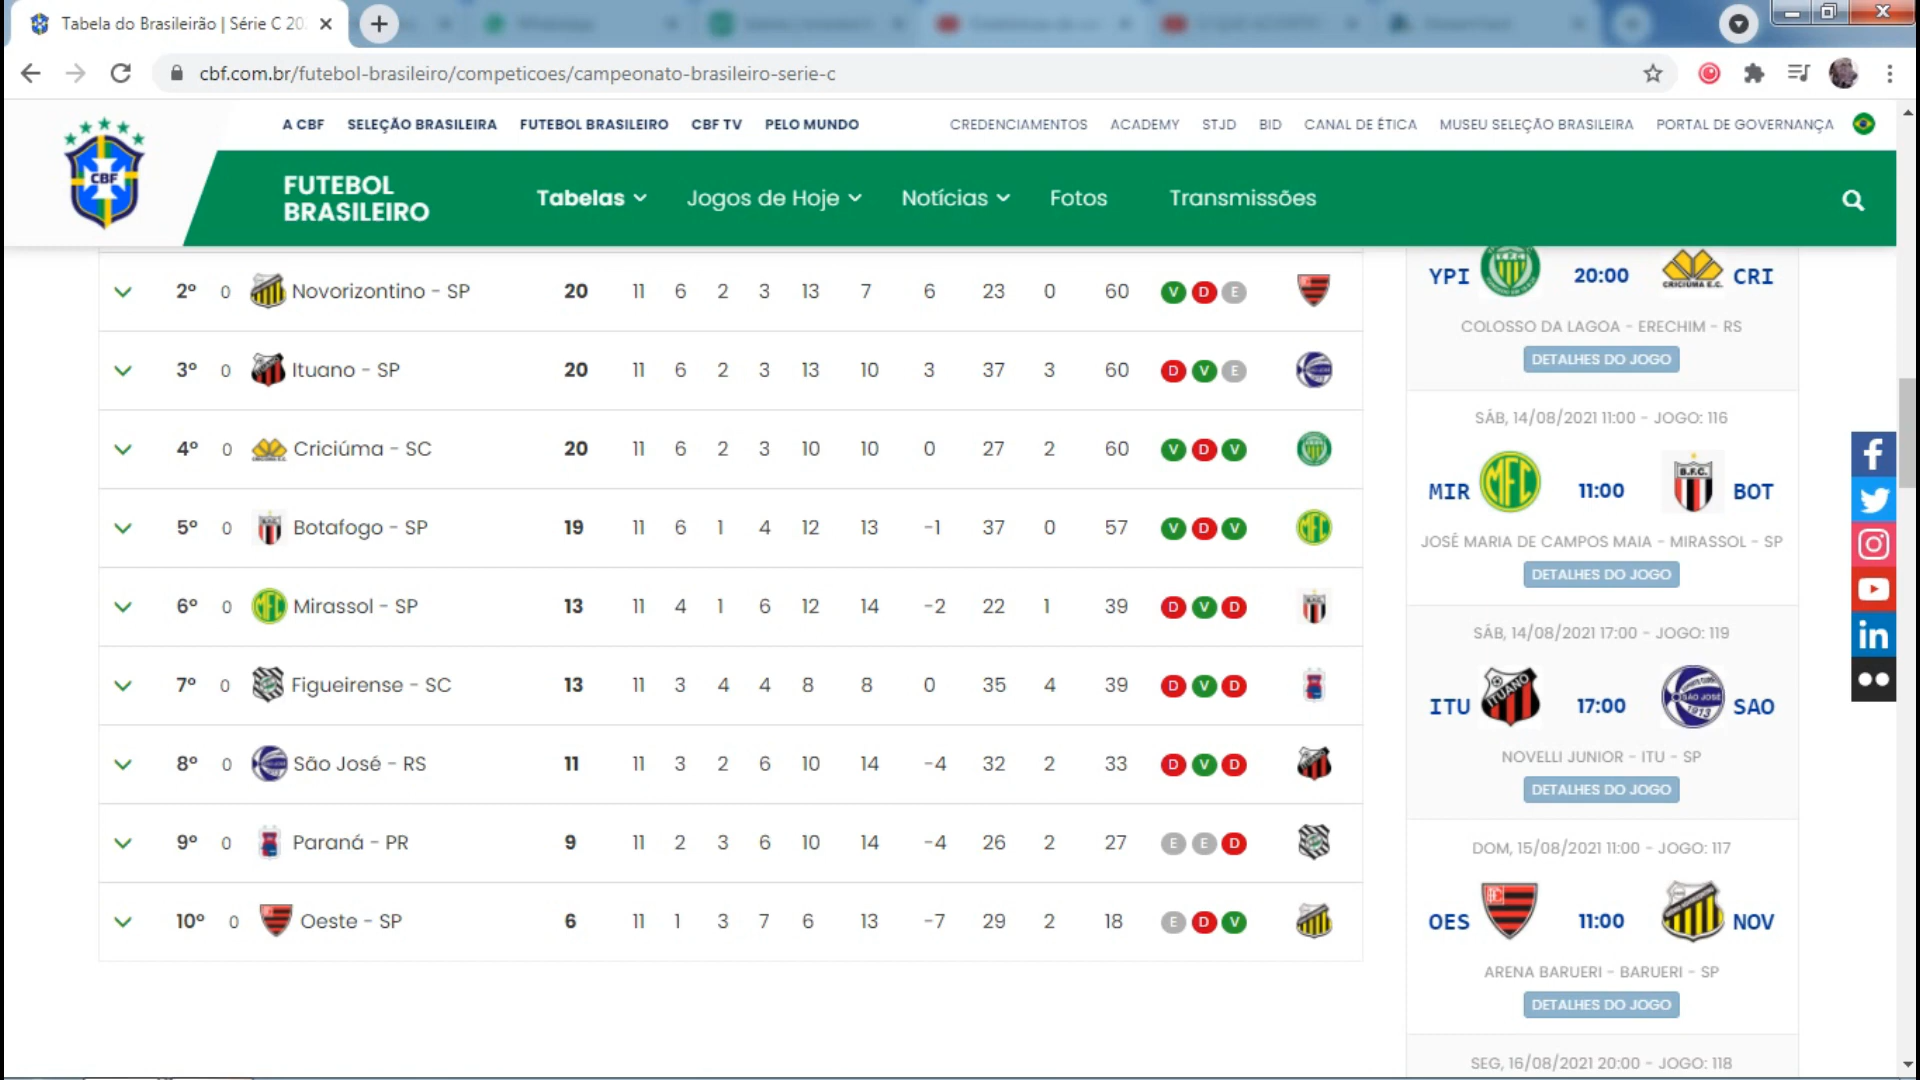 Tabela do Brasileirão | Série C 20
cbf.com.br/futebol-brasileiro/competicoes/campeonato-brasileiro-serie-c
A CBF SELEÇÃO BRASILEIRA FUTEBOL BRASILEIRO CBF TV PELO MUNDO CREDENCIAMENTOS ACADEMY STJD BID CANAL DE ÉTICA MUSEU SELEÇÃO BRASILEIRA PORTAL DE GOVERNANÇA
CBF
FUTEBOL
BRASILEIRO
Tabelas Jogos de Hoje Notícias Fotos Transmissões
2º 0 Novorizontino - SP 20 11 6 2 3 13 7 6 23 0 60 V D E
3º 0 Ituano - SP 20 11 6 2 3 13 10 3 37 3 60 D V E
4º 0 Criciúma - SC 20 11 6 2 3 10 10 0 27 2 60 V D V
5º 0 Botafogo - SP 19 11 6 1 4 12 13 -1 37 0 57 V D V
6º 0 Mirassol - SP 13 11 4 1 6 12 14 -2 22 1 39 D V D
7º 0 Figueirense - SC 13 11 3 4 4 8 8 0 35 4 39 D V D
8º 0 São José - RS 11 11 3 2 6 10 14 -4 32 2 33 D V D
9º 0 Paraná - PR 9 11 2 3 6 10 14 -4 26 2 27 E E D
10º 0 Oeste - SP 6 11 1 3 7 6 13 -7 29 2 18 E D V
YPI 20:00 CRICIÚMA E.C. CRI
COLOSSO DA LAGOA - ERECHIM - RS
DETALHES DO JOGO
SÁB, 14/08/2021 11:00 - JOGO: 116
MIR MFC 11:00 B.F.C. BOT
JOSÉ MARIA DE CAMPOS MAIA - MIRASSOL - SP
DETALHES DO JOGO
SÁB, 14/08/2021 17:00 - JOGO: 119
ITU ITUANO 17:00 SÃO JOSÉ 1913 SAO
NOVELLI JUNIOR - ITU - SP
DETALHES DO JOGO
DOM, 15/08/2021 11:00 - JOGO: 117
OES 11:00 NOV
ARENA BARUERI - BARUERI - SP
DETALHES DO JOGO
SEG, 16/08/2021 20:00 - JOGO: 118